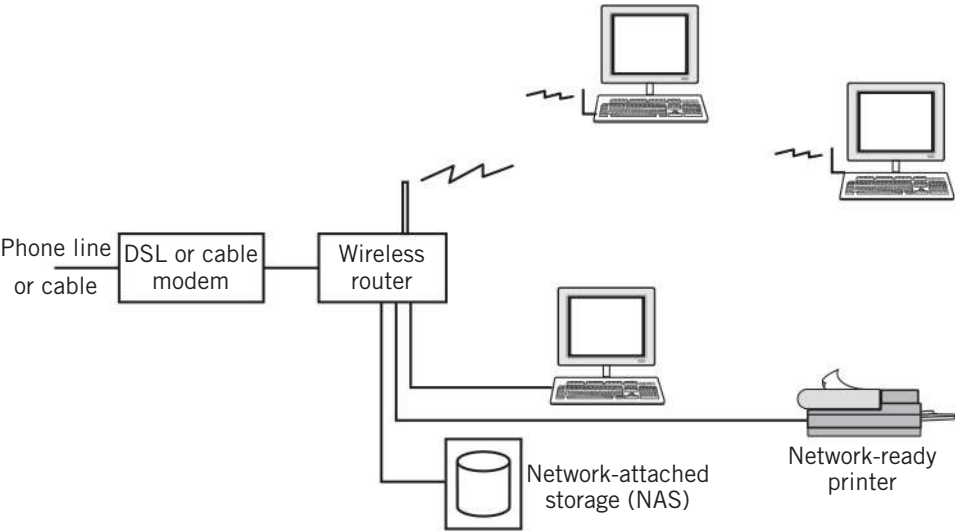 Phone line
or cable
DSL or cable
modem
Wireless
router
Network-attached
storage (NAS)
Network-ready
printer